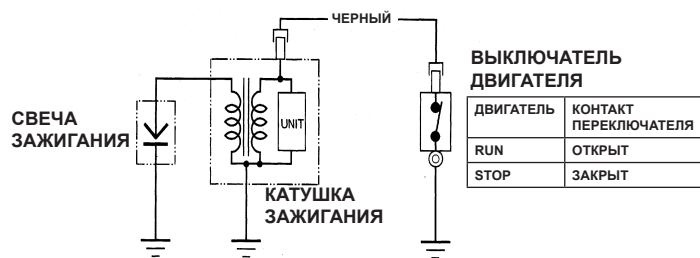 ЧЕРНЫЙ
СВЕЧА
ЗАЖИГАНИЯ
UNIT
КАТУШКА
ЗАЖИГАНИЯ
ВЫКЛЮЧАТЕЛЬ
ДВИГАТЕЛЯ
ДВИГАТЕЛЬ КОНТАКТ
ПЕРЕКЛЮЧАТЕЛЯ
RUN ОТКРЫТ
STOP ЗАКРЫТ